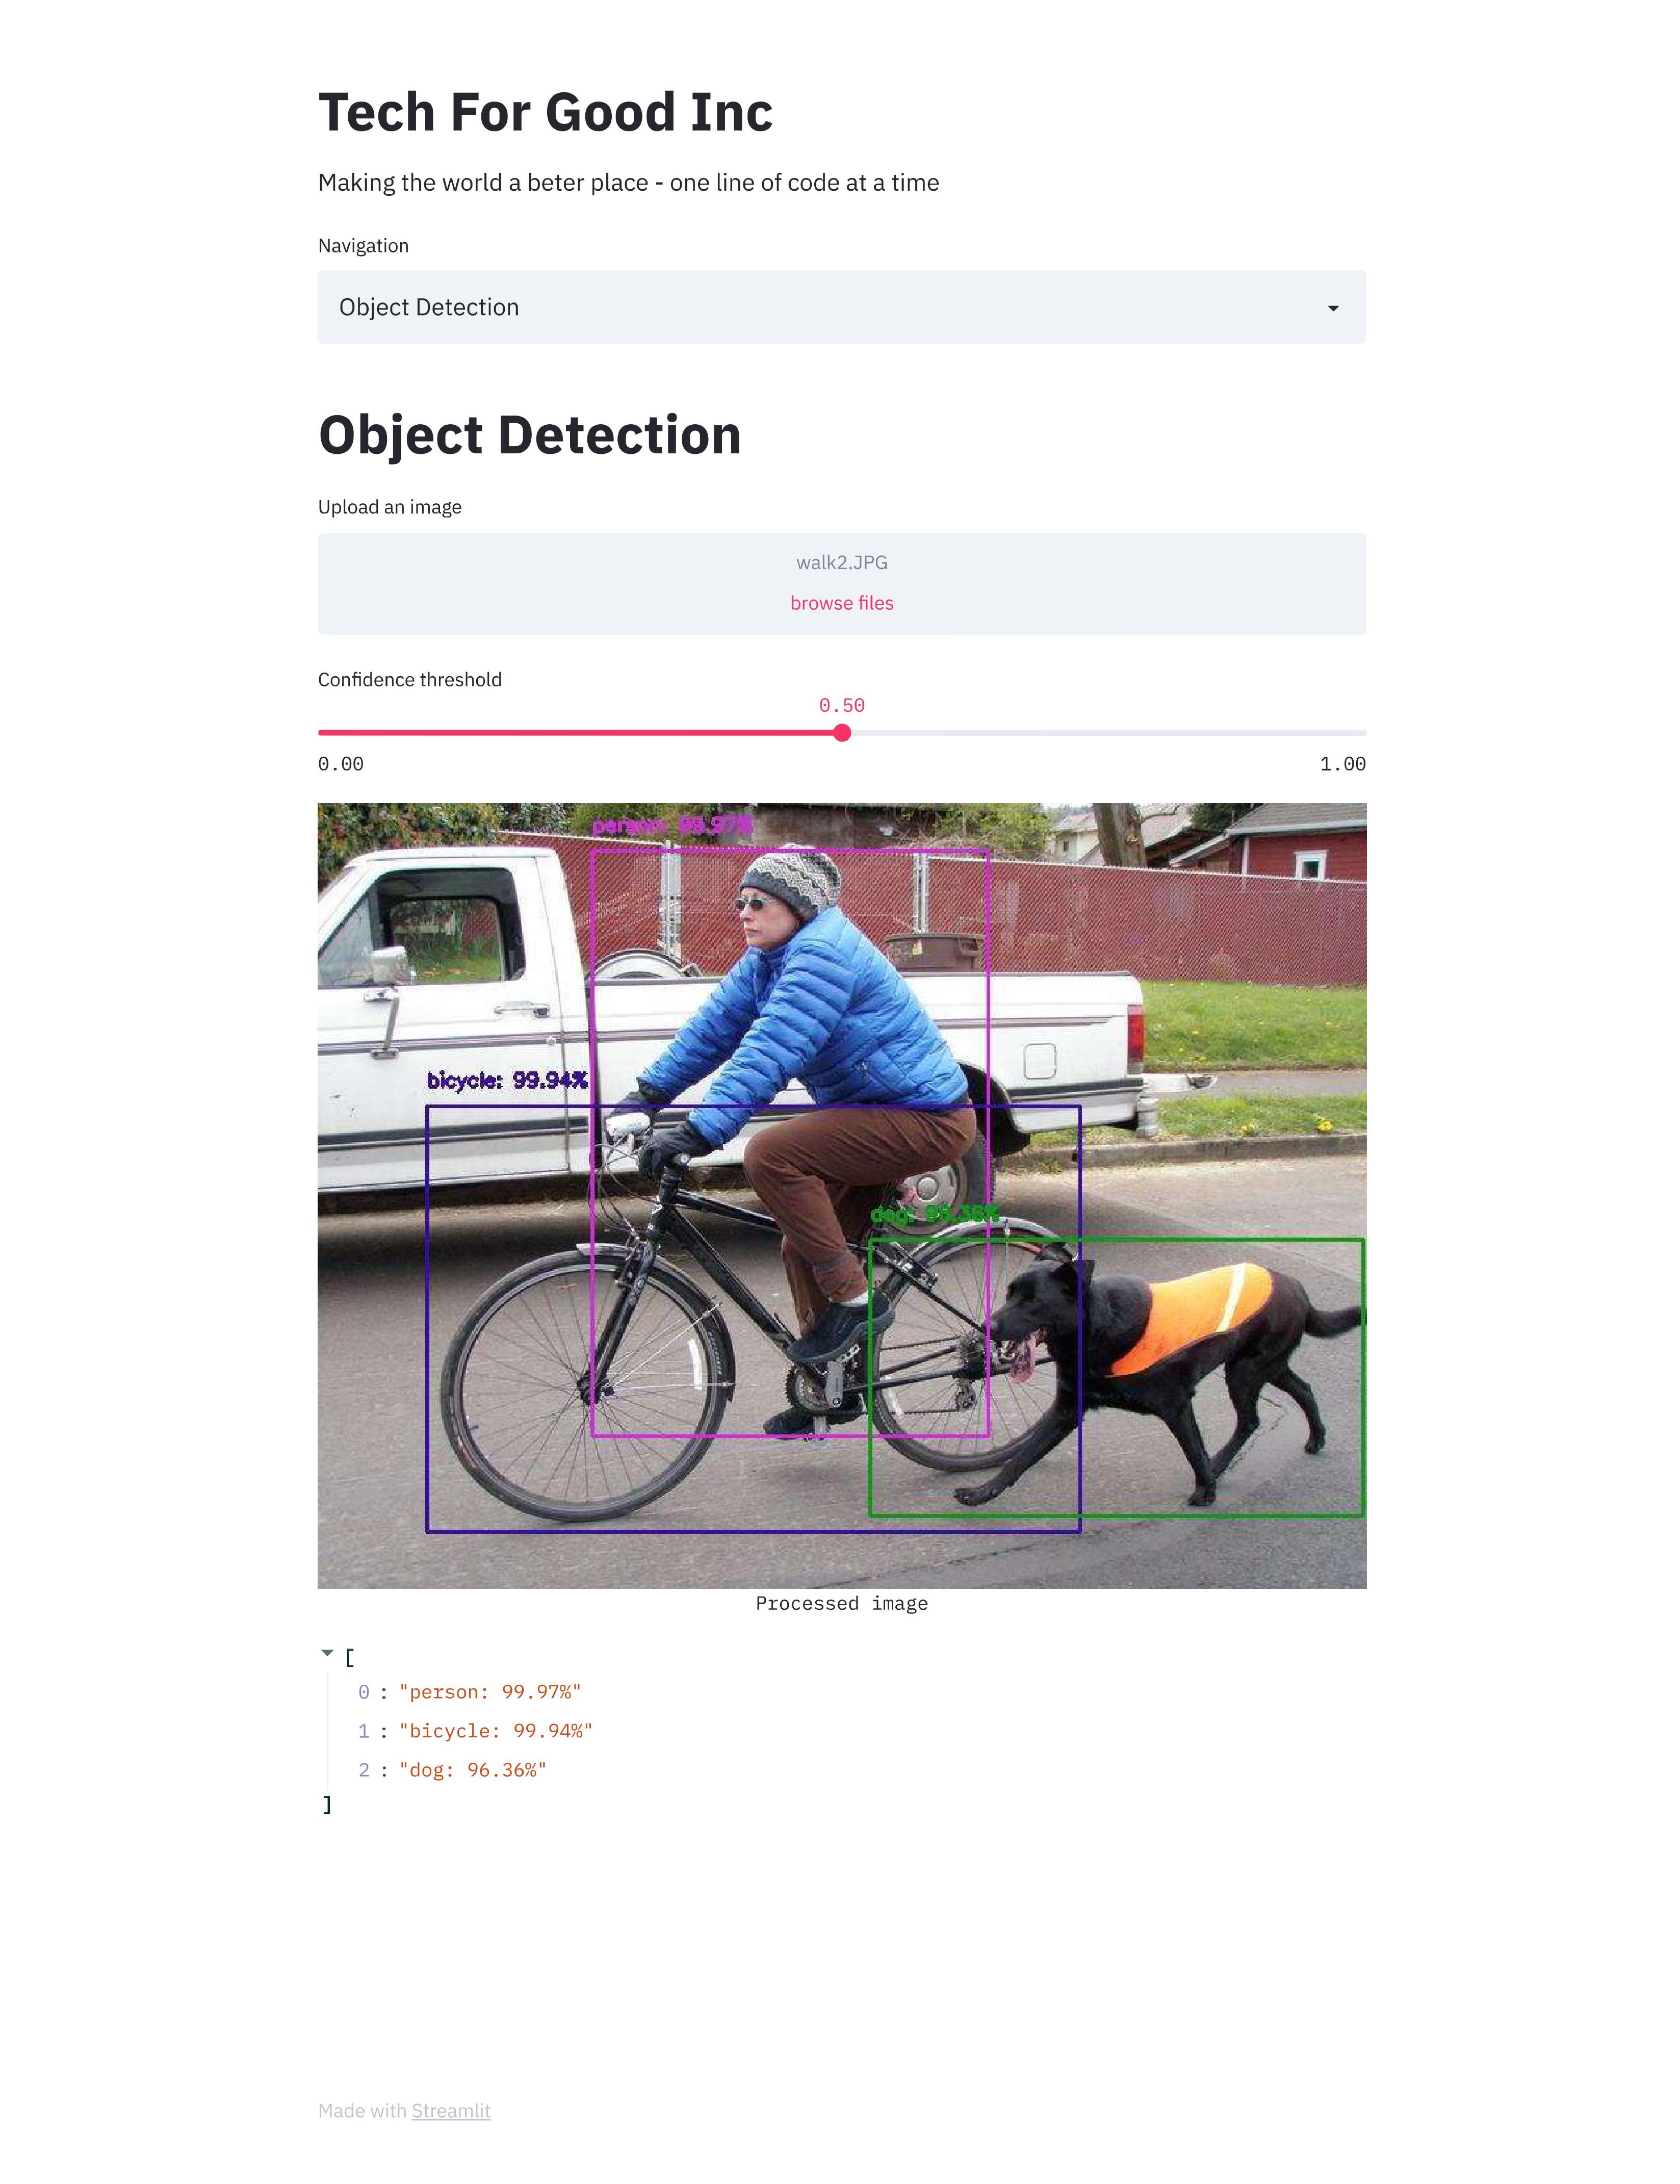 Tech For Good Inc
Making the world a beter place - one line of code at a time
Navigation
Object Detection
Object Detection
Upload an image
walk2.JPG
browse files
Confidence threshold
0.50
0.00
1.00
person: 99.97%
bicycle: 99.94%
dog: 96.36%
Processed image
[
0 : "person: 99.97%"
1 : "bicycle: 99.94%"
2 : "dog: 96.36%"
]
Made with Streamlit